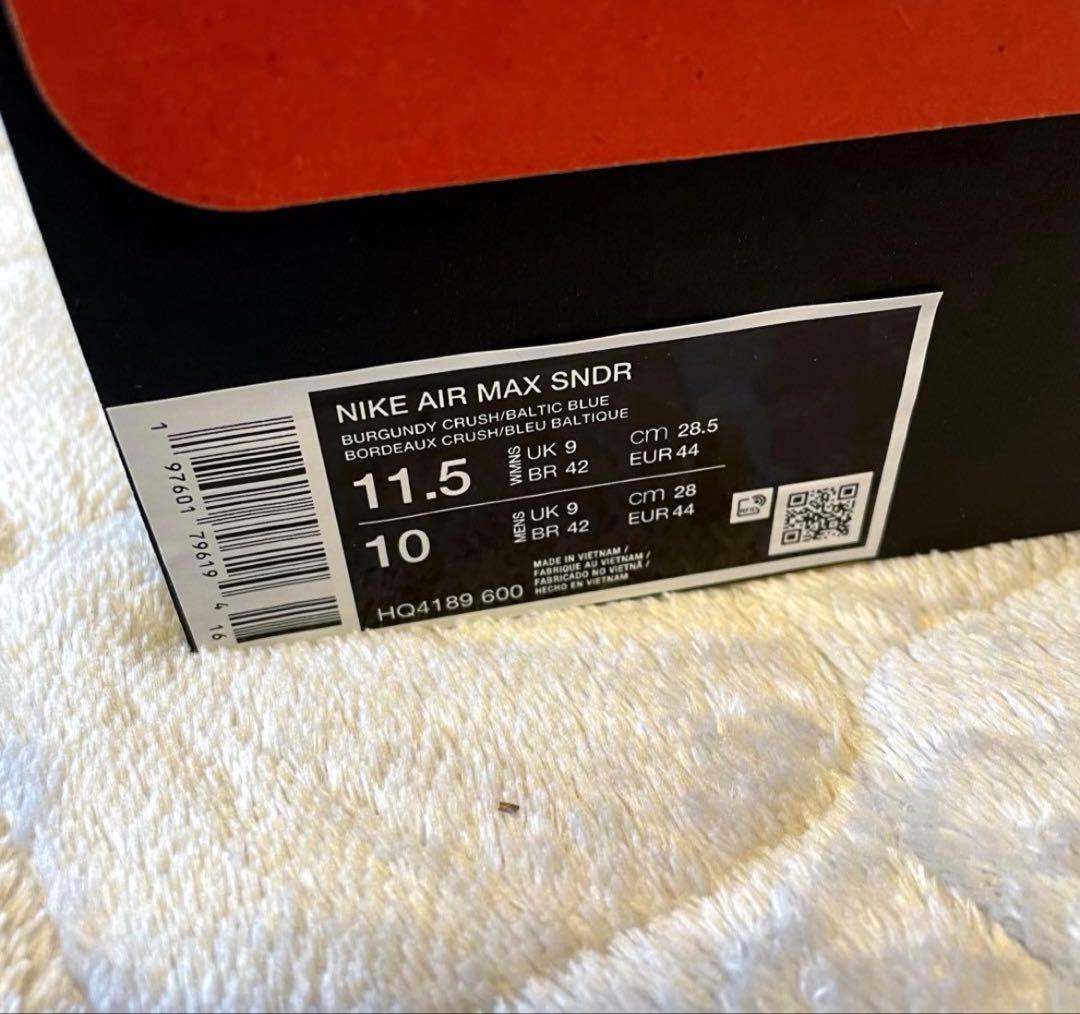 NIKE AIR MAX SNDR
BURGUNDY CRUSH/BALTIC BLUE
BORDEAUX CRUSH/BLEU BALTIQUE
11.5 WMNS UK 9 cm 28.5
BR 42 EUR 44
10 MENS UK 9 cm 28
BR 42 EUR 44
HQ4189 600
MADE IN VIETNAM /
FABRIQUE AU VIETNAM /
FABRICADO NO VIETNÃ /
HECHO EN VIETNAM
1 97601 79619 4 16
RFID